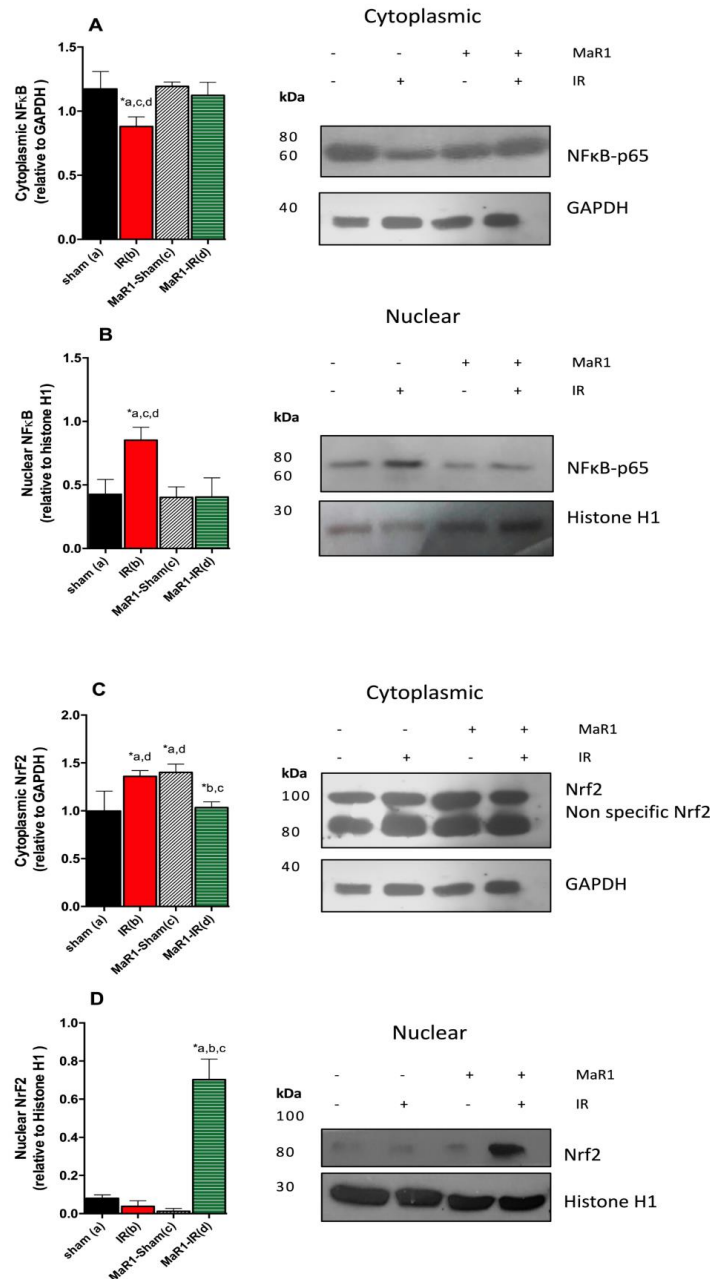 A
Cytoplasmic NFκB
(relative to GAPDH )
1.5
1.0
0.5
0.0
sham (a)
IR(b)
MaR1-Sham(c)
MaR1-IR(d)
*a,c,d
Cytoplasmic
- - + + MaR1
- + - + IR
kDa
80
60
NFκB-p65
40
GAPDH
B
Nuclear NFκB
(relative to histone H1)
1.5
1.0
0.5
0.0
sham (a)
IR(b)
MaR1-Sham(c)
MaR1-IR(d)
*a,c,d
Nuclear
- - + + MaR1
- + - + IR
kDa
80
60
NFκB-p65
30
Histone H1
C
Cytoplasmic NrF2
(relative to GAPDH)
2.0
1.5
1.0
0.5
0.0
sham (a)
IR(b)
MaR1-Sham(c)
MaR1-IR(d)
*a,d
*a,d
*b,c
Cytoplasmic
- - + + MaR1
- + - + IR
kDa
100
Nrf2
Non specific Nrf2
80
40
GAPDH
D
Nuclear NrF2
(relative to Histone H1)
1.0
0.8
0.6
0.4
0.2
0.0
sham (a)
IR(b)
MaR1-Sham(c)
MaR1-IR(d)
*a,b,c
Nuclear
- - + + MaR1
- + - + IR
kDa
100
80
Nrf2
30
Histone H1